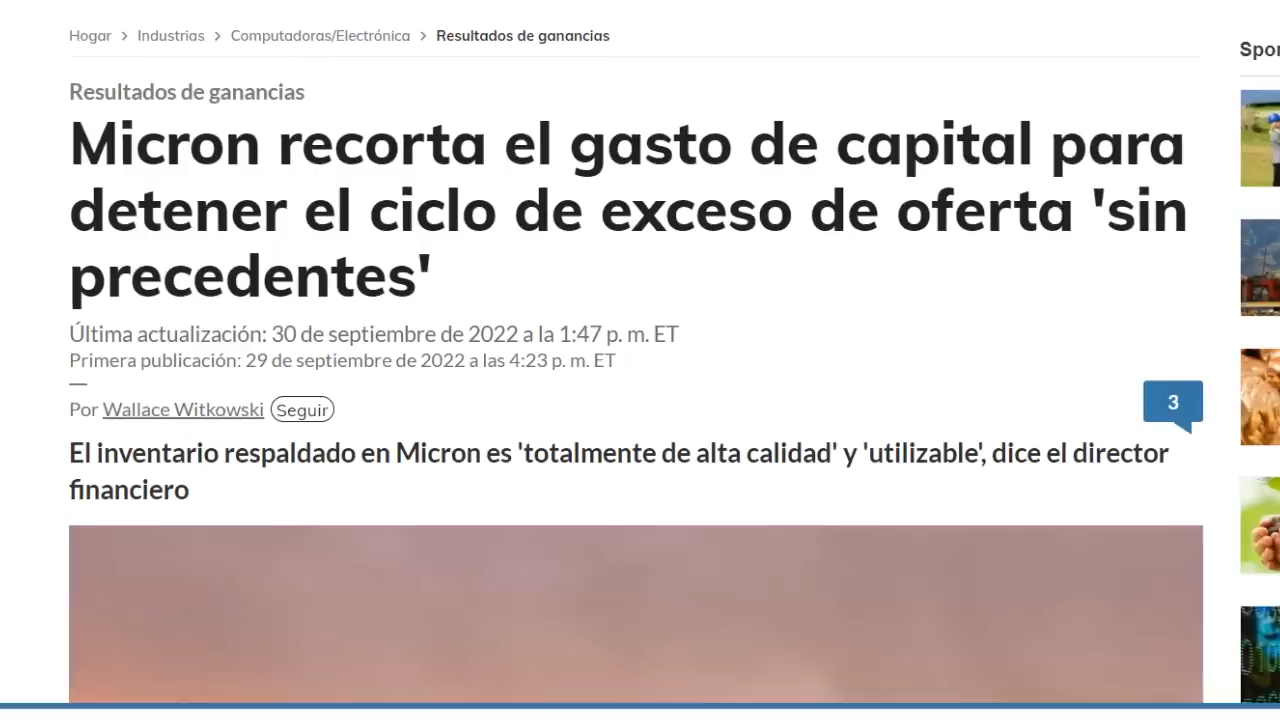 Hogar > Industrias > Computadoras/Electrónica > Resultados de ganancias
Resultados de ganancias
Micron recorta el gasto de capital para
detener el ciclo de exceso de oferta 'sin
precedentes'
Última actualización: 30 de septiembre de 2022 a la 1:47 p. m. ET
Primera publicación: 29 de septiembre de 2022 a las 4:23 p. m. ET
—
Por Wallace Witkowski Seguir
3
El inventario respaldado en Micron es 'totalmente de alta calidad' y 'utilizable', dice el director
financiero